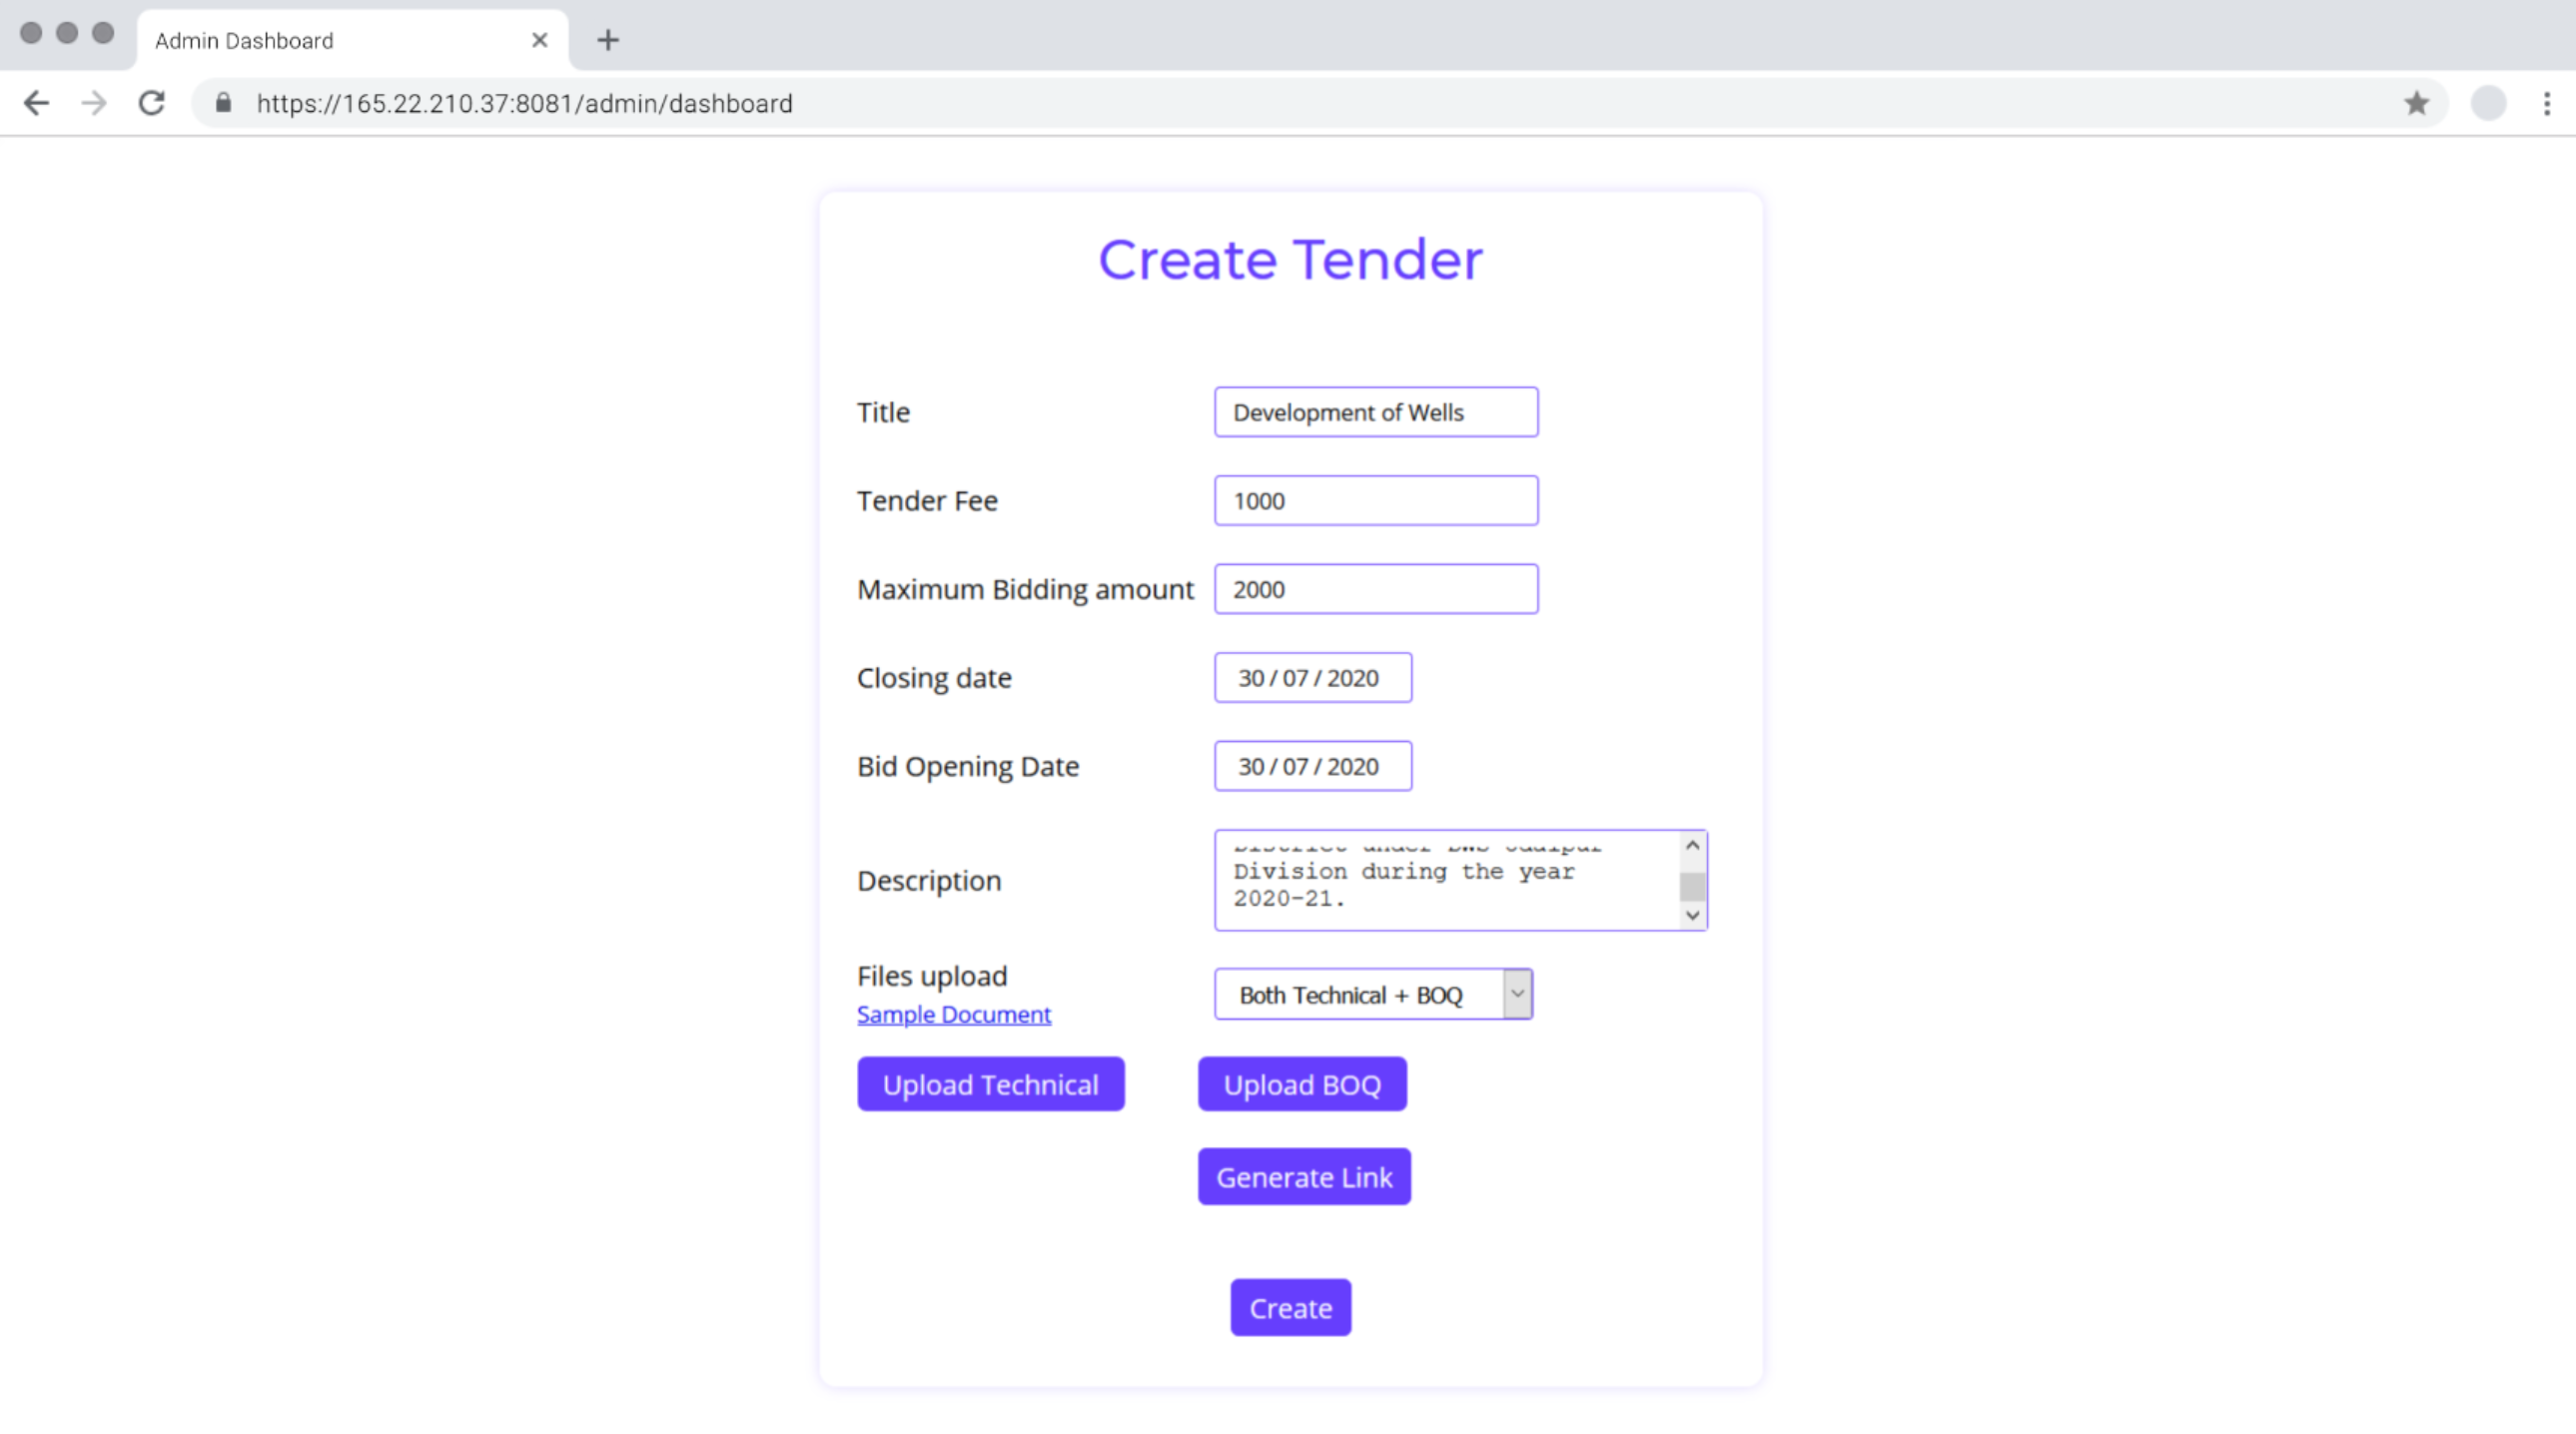 Admin Dashboard
https://165.22.210.37:8081/admin/dashboard
Create Tender
Title
Development of Wells
Tender Fee
1000
Maximum Bidding amount
2000
Closing date
30 / 07 / 2020
Bid Opening Date
30 / 07 / 2020
Description
Division during the year
2020-21.
Files upload
Sample Document
Both Technical + BOQ
Upload Technical
Upload BOQ
Generate Link
Create